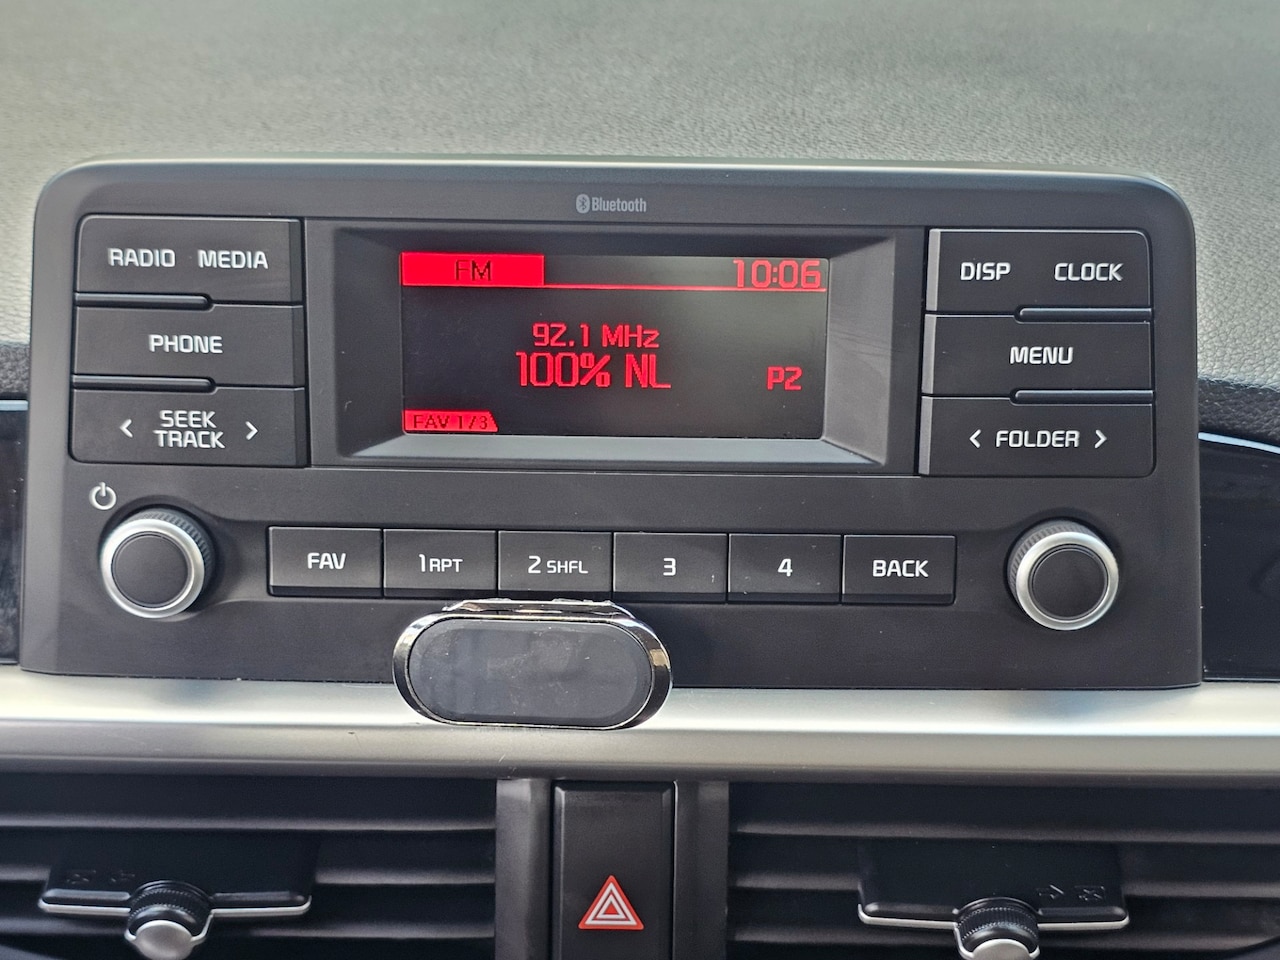 Bluetooth
RADIO MEDIA
PHONE
< SEEK TRACK >
FM 10:06
92.1 MHz
100% NL
P2
FAV 1/3
DISP CLOCK
MENU
< FOLDER >
FAV 1 RPT 2 SHFL 3 4 BACK